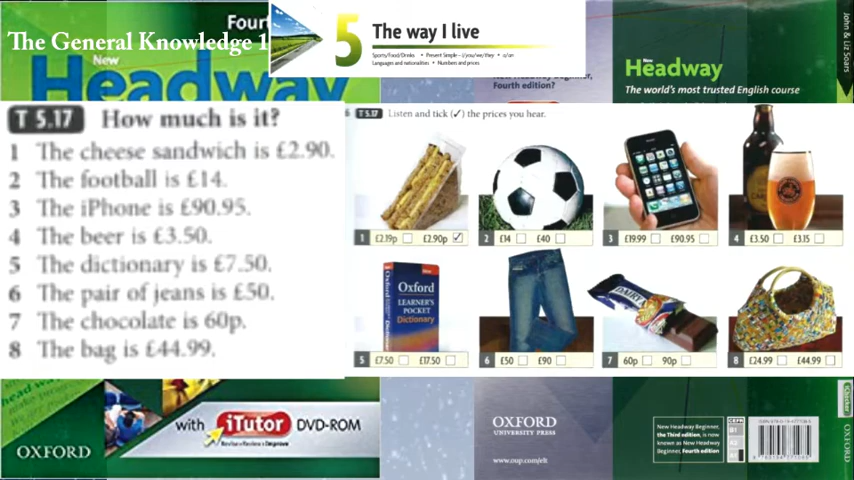 The General Knowledge 1
Fourt
5 The way I live
Sports/Food/Drinks • Present Simple – I/you/we/they • a/an
Languages and nationalities • Numbers and prices
New
Headway
Fourth edition?
New
Headway
The world's most trusted English course
John & Liz Soars
T 5.17 How much is it?
1 The cheese sandwich is £2.90.
2 The football is £14.
3 The iPhone is £90.95.
4 The beer is £3.50.
5 The dictionary is £7.50.
6 The pair of jeans is £50.
7 The chocolate is 60p.
8 The bag is £44.99.
6 T 5.17 Listen and tick (✓) the prices you hear.
1 £2.19p £2.90p ✓
2 £14 £40
3 £19.99 £90.95
4 £3.50 £3.15
Oxford
LEARNER'S
POCKET
Dictionary
DAIRY
5 £7.50 £17.50
6 £50 £90
7 60p 90p
8 £24.99 £44.99
with iTutor DVD-ROM
Revise • Review • Improve
OXFORD
OXFORD
UNIVERSITY PRESS
www.oup.com/elt
New Headway Beginner,
the Third edition, is now
known as New Headway
Beginner, Fourth edition
CEFR
B1
A2
OXFORD